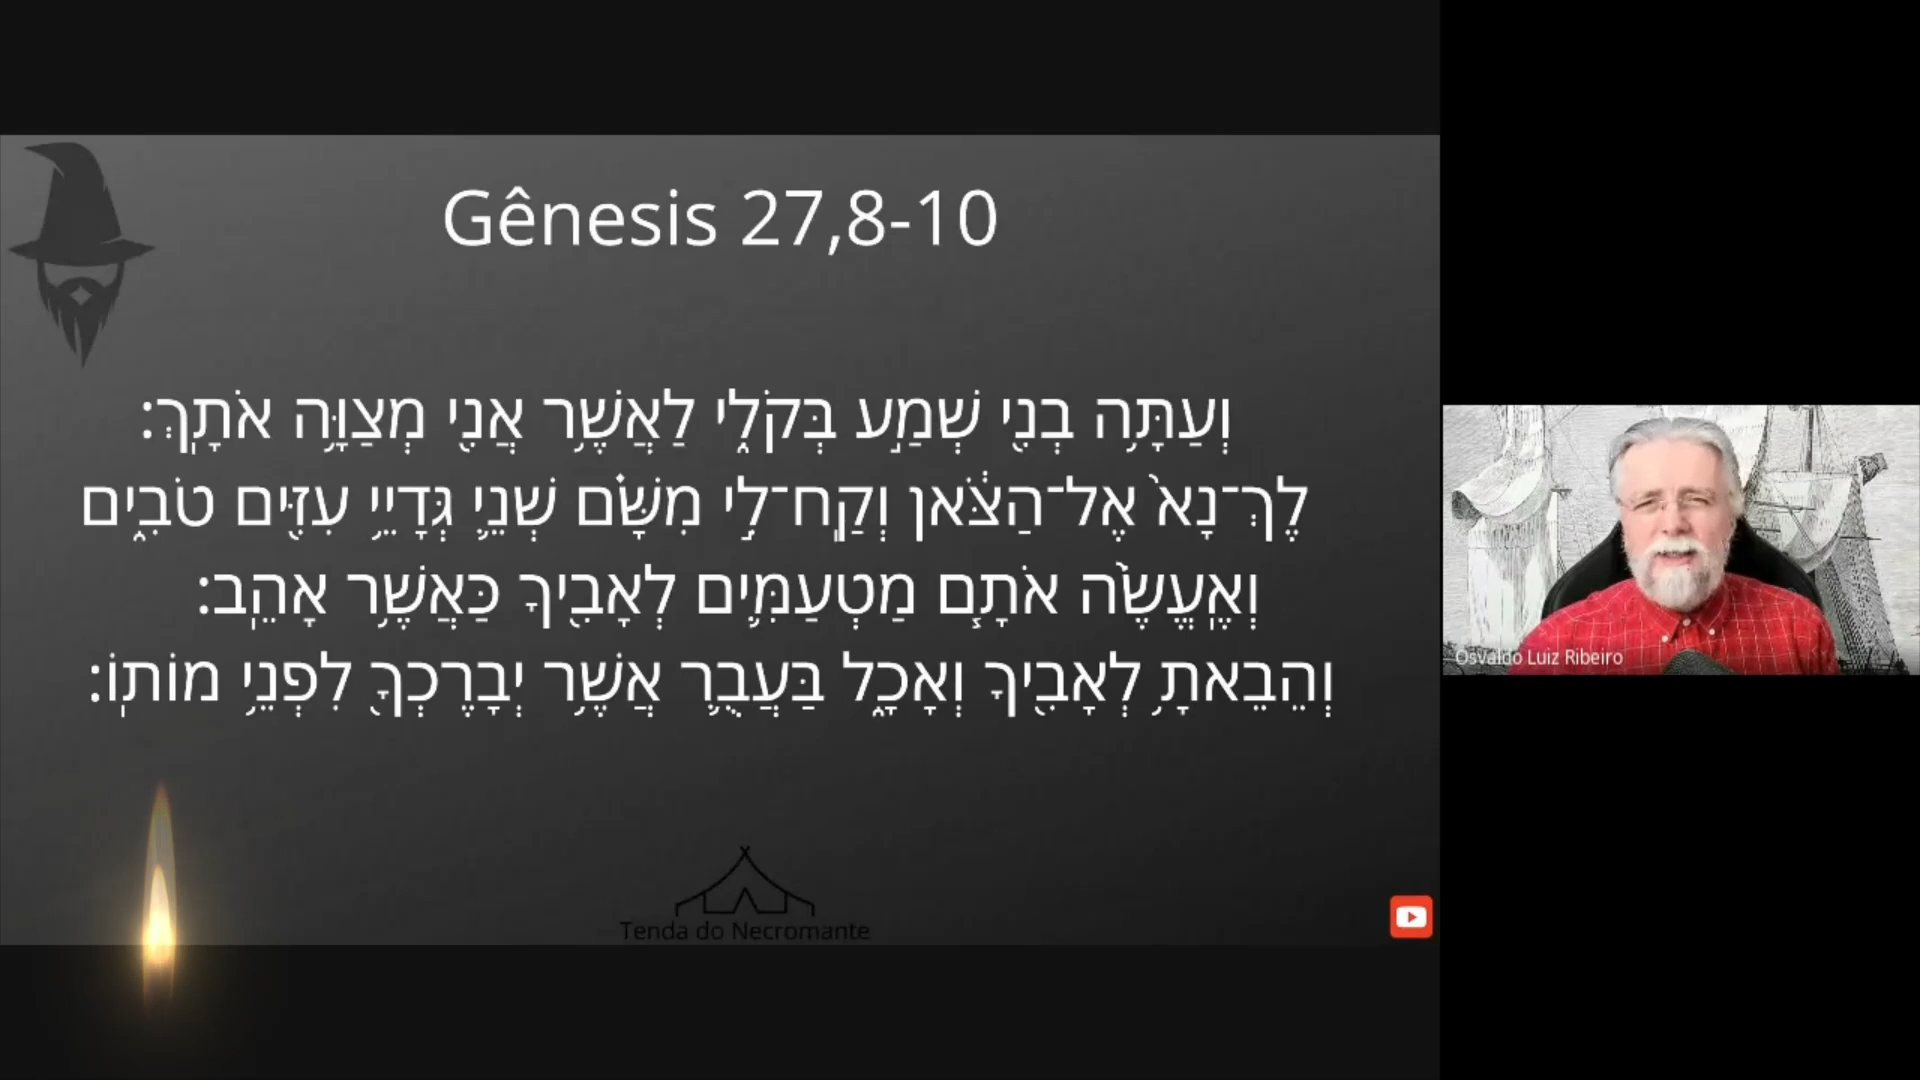 Gênesis 27,8-10
וְעַתָּ֥ה בְנִ֖י שְׁמַ֣ע בְּקֹלִ֑י לַאֲשֶׁ֥ר אֲנִ֖י מְצַוָּ֥ה אֹתָֽךְ׃
לֶךְ־נָא֙ אֶל־הַצֹּ֔אן וְקַֽח־לִ֣י מִשָּׁ֗ם שְׁנֵ֛י גְּדָיֵ֥י עִזִּ֖ים טֹבִ֑ים
וְאֶֽעֱשֶׂ֨ה אֹתָ֧ם מַטְעַמִּ֛ים לְאָבִ֖יךָ כַּאֲשֶׁ֥ר אָהֵֽב׃
וְהֵבֵאתָ֥ לְאָבִ֖יךָ וְאָכָ֑ל בַּעֲבֻ֛ר אֲשֶׁ֥ר יְבָרֶכְךָ֖ לִפְנֵ֥י מוֹתֽוֹ׃
Tenda do Necromante
Osvaldo Luiz Ribeiro